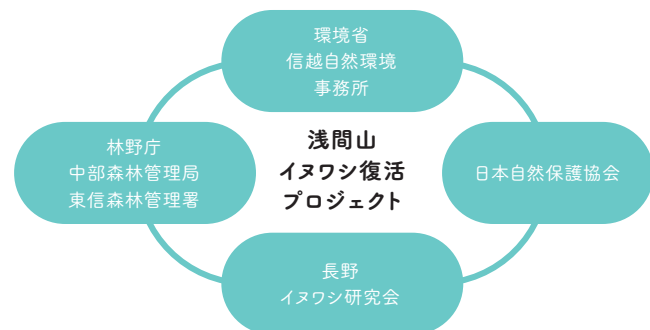 環境省
信越自然環境
事務所
林野庁
中部森林管理局
東信森林管理署
浅間山
イヌワシ復活
プロジェクト
日本自然保護協会
長野
イヌワシ研究会